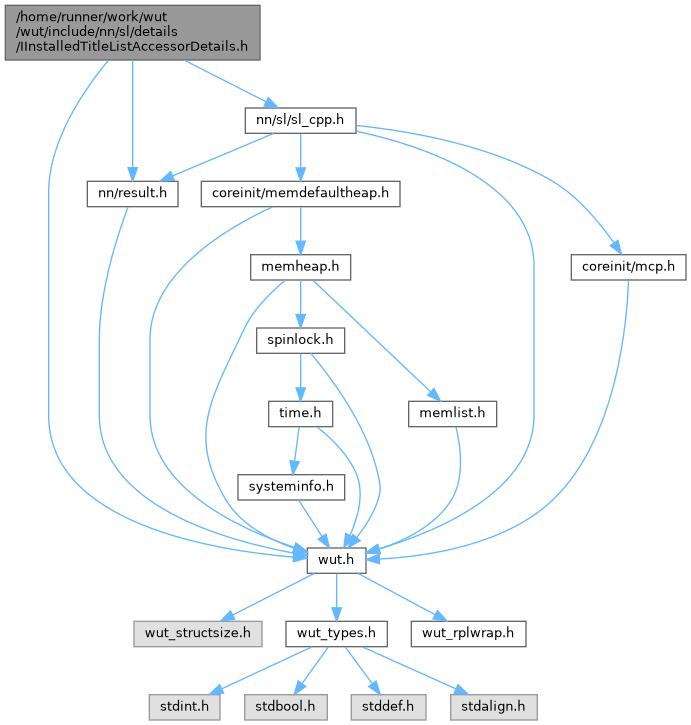 /home/runner/work/wut
/wut/include/nn/sl/details
/IInstalledTitleListAccessorDetails.h
nn/sl/sl_cpp.h
nn/result.h
coreinit/memdefaultheap.h
memheap.h
coreinit/mcp.h
spinlock.h
time.h
memlist.h
systeminfo.h
wut.h
wut_structsize.h
wut_types.h
wut_rplwrap.h
stdint.h
stdbool.h
stddef.h
stdalign.h